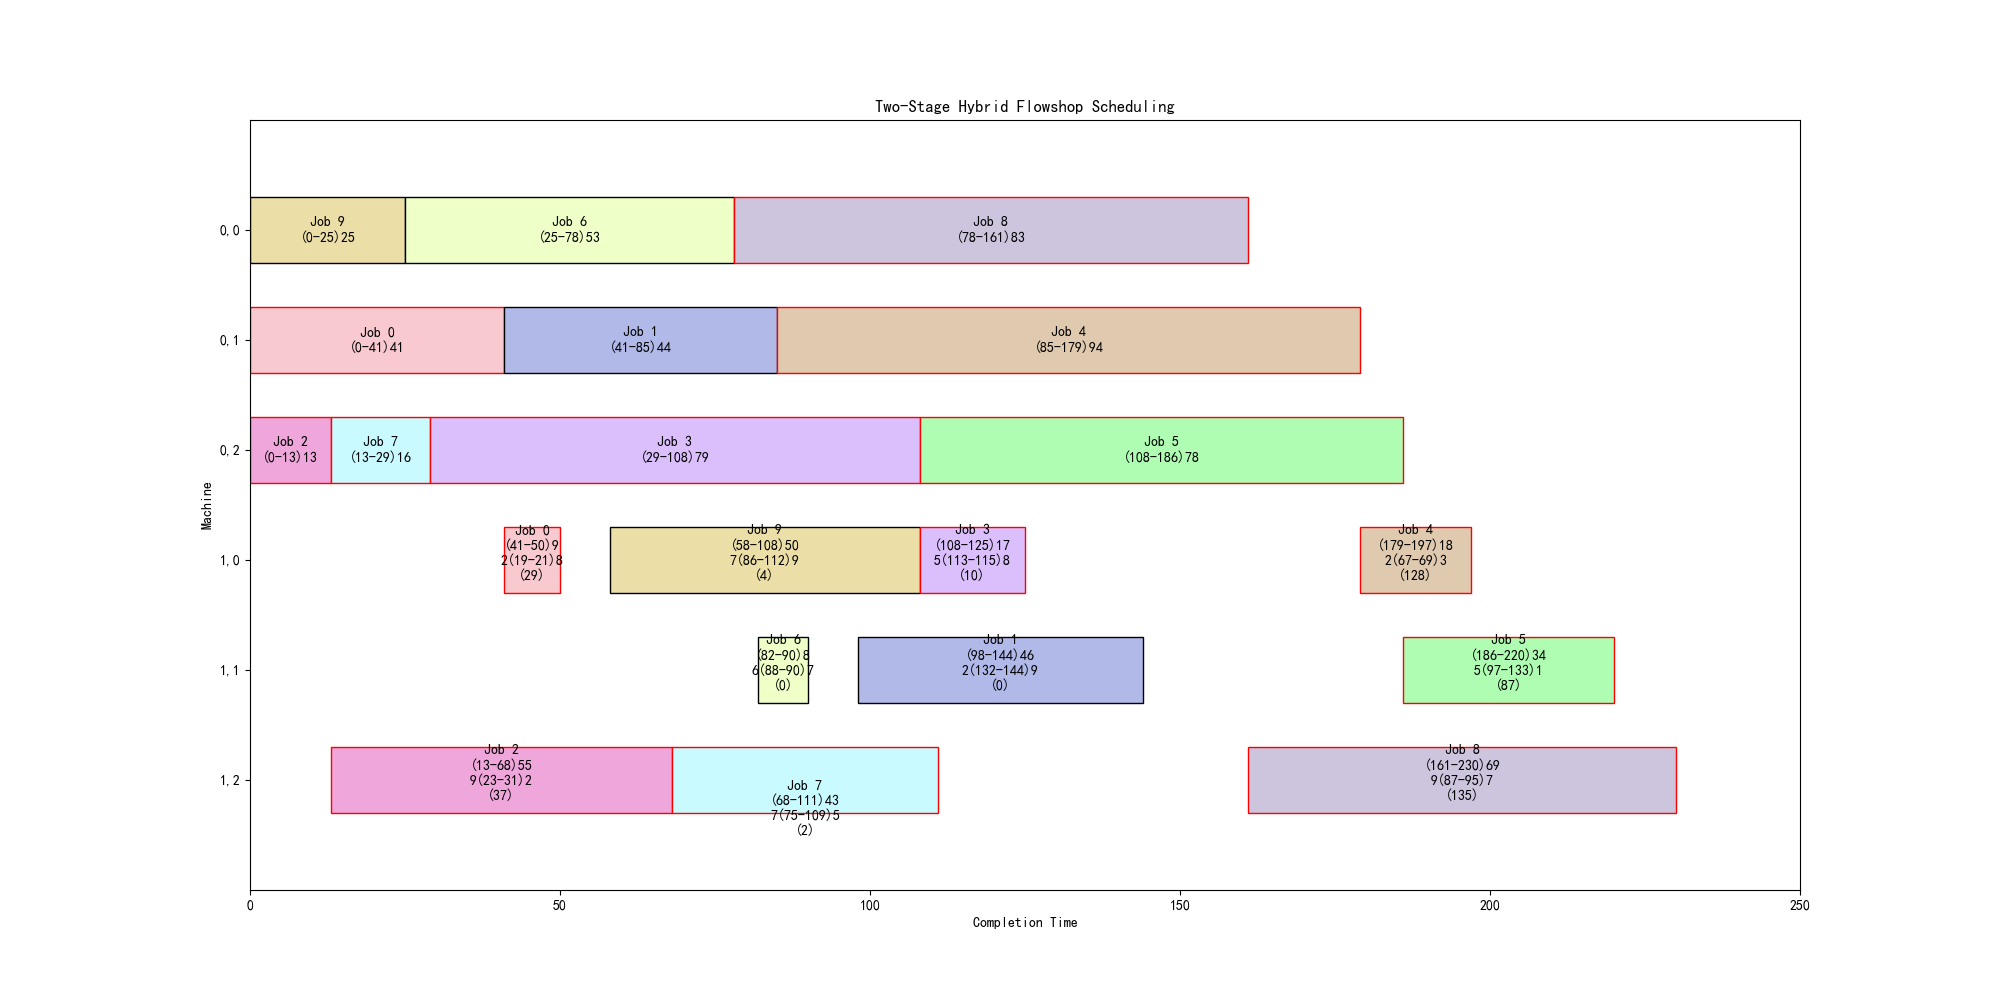 Two-Stage Hybrid Flowshop Scheduling
0,0
Job 9
(0-25)25
Job 6
(25-78)53
Job 8
(78-161)83
0,1
Job 0
(0-41)41
Job 1
(41-85)44
Job 4
(85-179)94
0,2
Job 2
(0-13)13
Job 7
(13-29)16
Job 3
(29-108)79
Job 5
(108-186)78
Machine
1,0
Job 0
(41-50)9
2(19-21)8
(29)
Job 9
(58-108)50
7(86-112)9
(4)
Job 3
(108-125)17
5(113-115)8
(10)
Job 4
(179-197)18
2(67-69)3
(128)
1,1
Job 6
(82-90)8
6(88-90)7
(0)
Job 1
(98-144)46
2(132-144)9
(0)
Job 5
(186-220)34
5(97-133)1
(87)
1,2
Job 2
(13-68)55
9(23-31)2
(37)
Job 7
(68-111)43
7(75-109)5
(2)
Job 8
(161-230)69
9(87-95)7
(135)
0
50
100
150
200
250
Completion Time